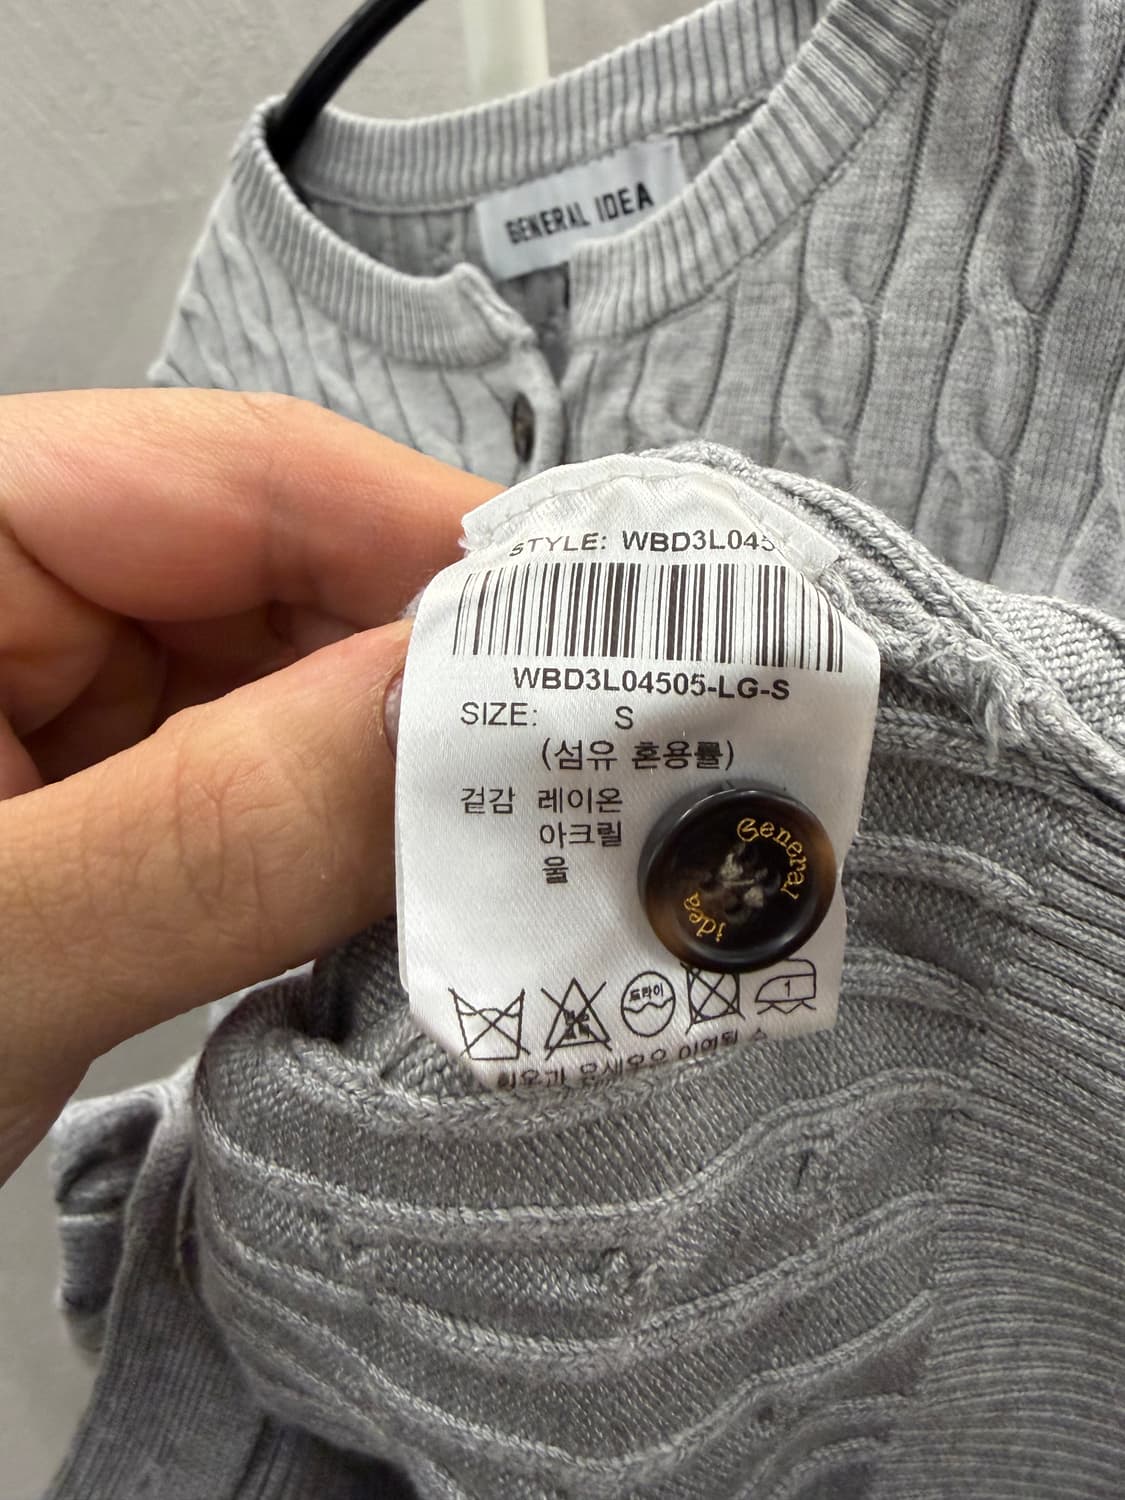 GENERAL IDEA
STYLE: WBD3L045
WBD3L04505-LG-S
SIZE: S
(섬유 혼용률)
겉감 레이온
아크릴
울
General
idea
드라이
1